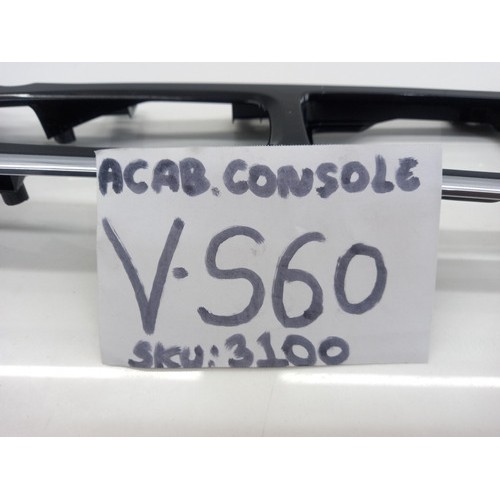 ACAB. CONSOLE
V·S60
SKU:3100